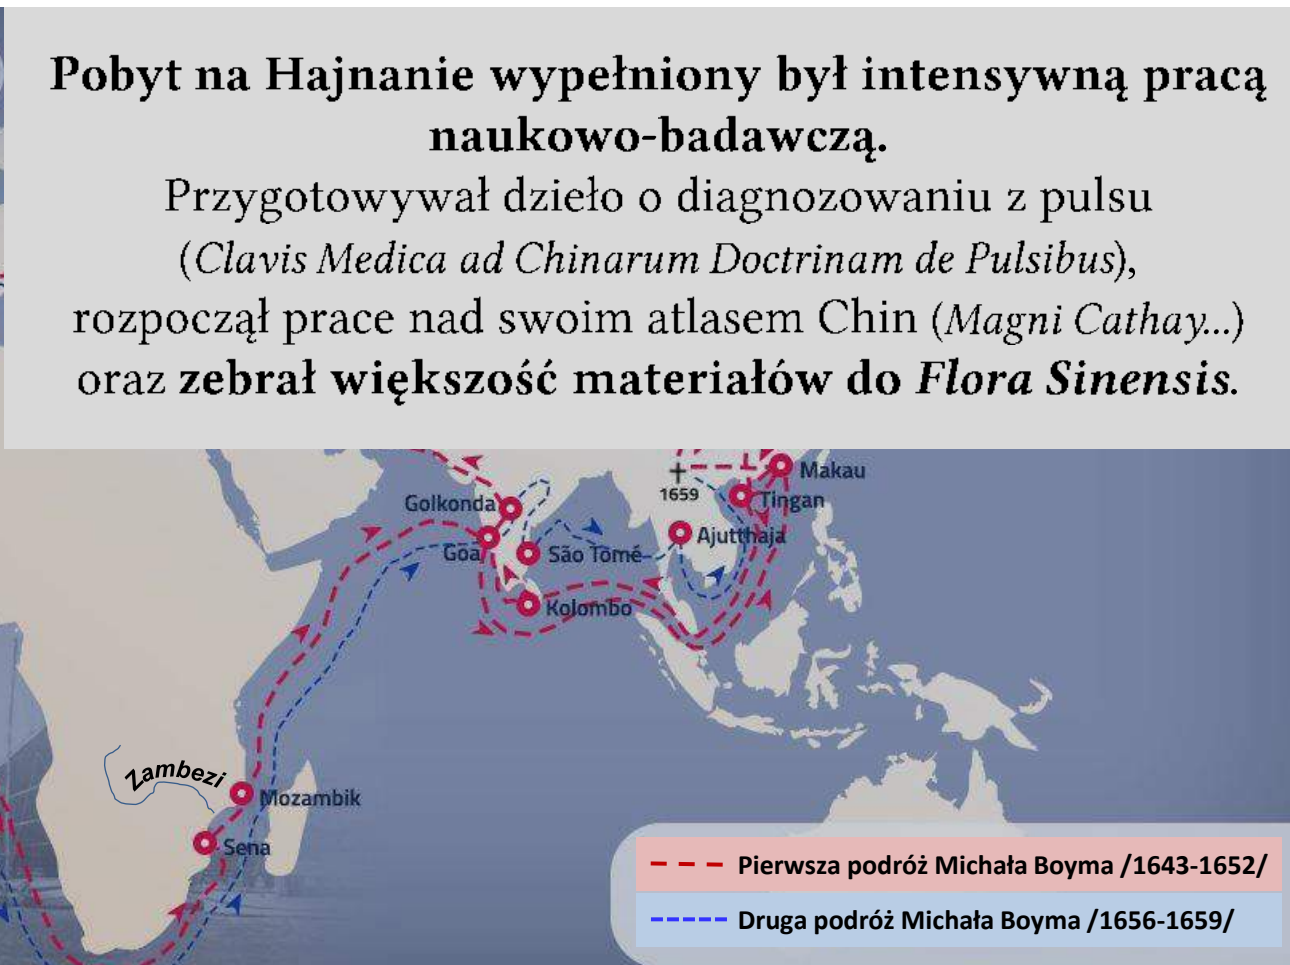 Pobyt na Hajnanie wypełniony był intensywną pracą
naukowo-badawczą.
Przygotowywał dzieło o diagnozowaniu z pulsu
(Clavis Medica ad Chinarum Doctrinam de Pulsibus),
rozpoczął prace nad swoim atlasem Chin (Magni Cathay...)
oraz zebrał większość materiałów do Flora Sinensis.
Makau
1659
Tingan
Golkonda
Ajutthaja
Goa
São Tomé
Kolombo
Zambezi
Mozambik
Sena
Pierwsza podróż Michała Boyma /1643-1652/
Druga podróż Michała Boyma /1656-1659/